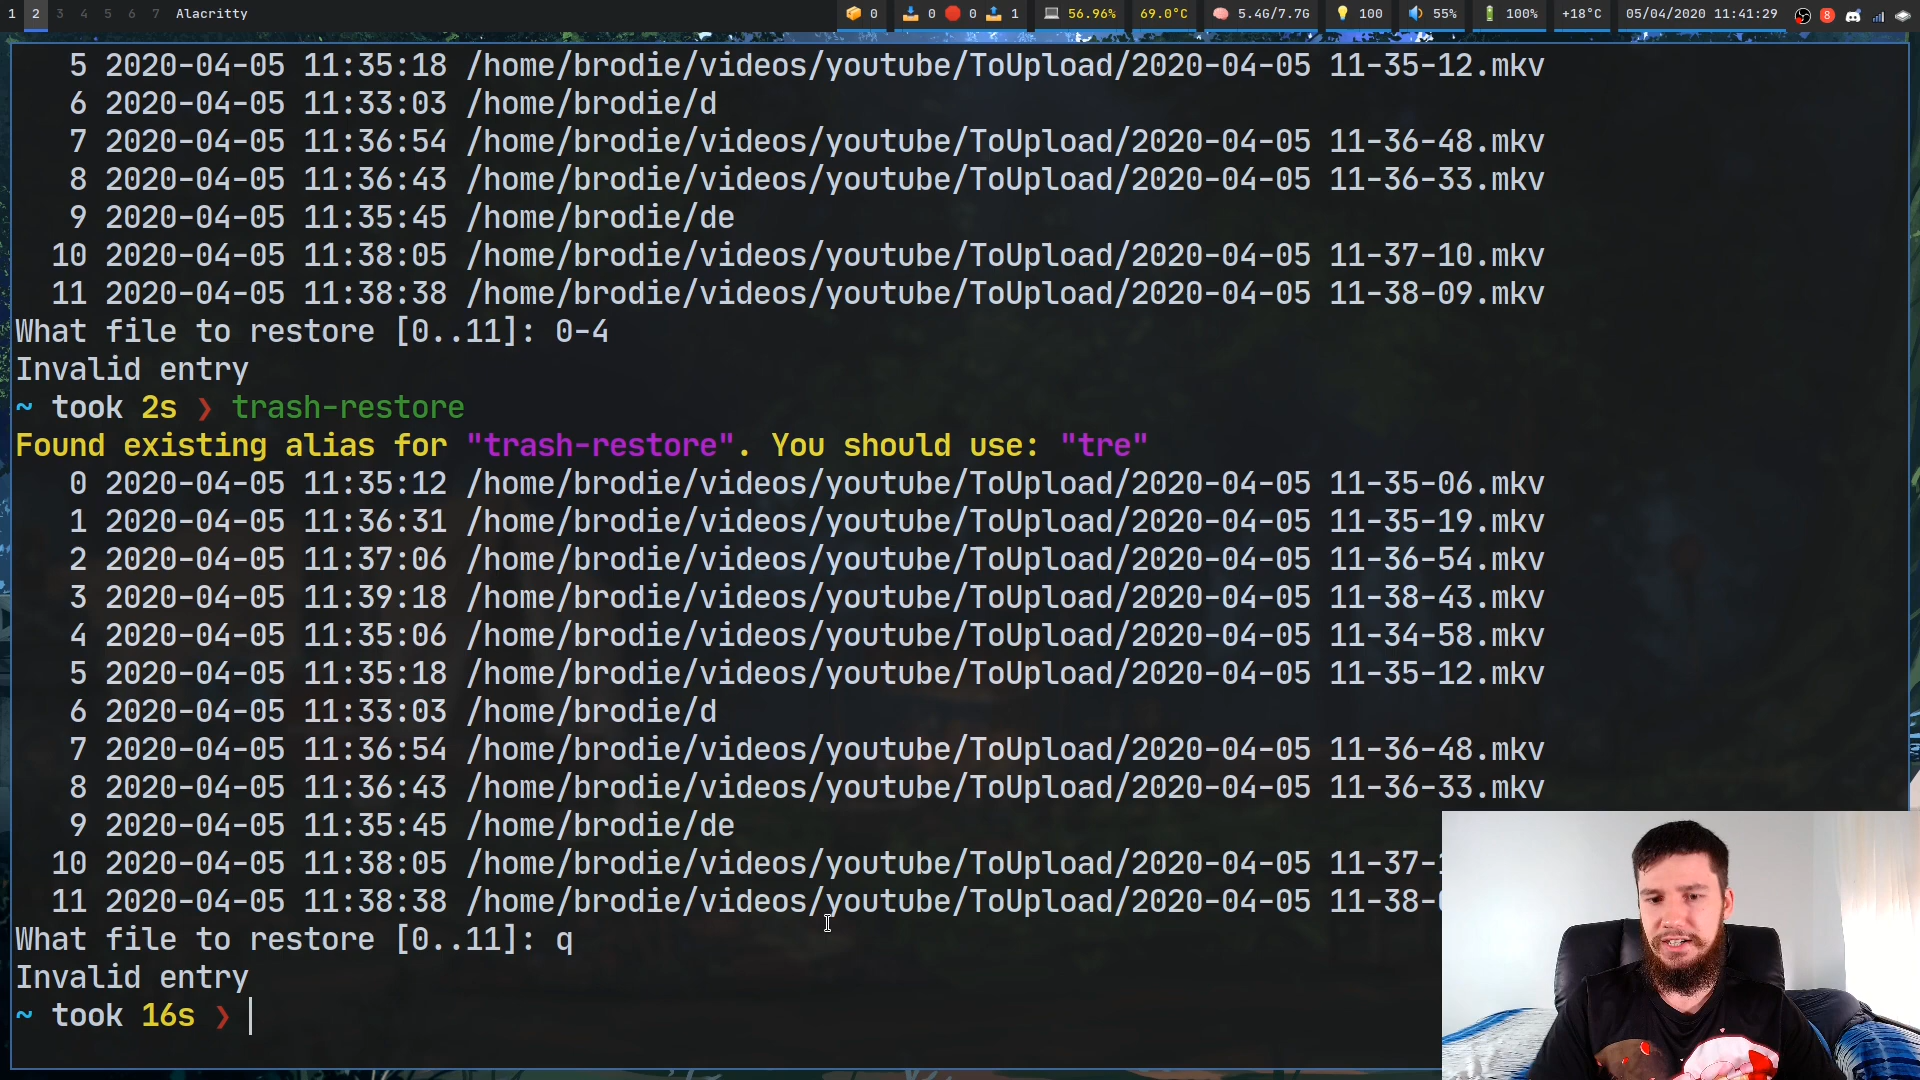 1 2 3 4 5 6 7 Alacritty 0 0 0 1 56.96% 69.0°C 5.4G/7.7G 100 55% 100% +18°C 05/04/2020 11:41:29 8
5 2020-04-05 11:35:18 /home/brodie/videos/youtube/ToUpload/2020-04-05 11-35-12.mkv
6 2020-04-05 11:33:03 /home/brodie/d
7 2020-04-05 11:36:54 /home/brodie/videos/youtube/ToUpload/2020-04-05 11-36-48.mkv
8 2020-04-05 11:36:43 /home/brodie/videos/youtube/ToUpload/2020-04-05 11-36-33.mkv
9 2020-04-05 11:35:45 /home/brodie/de
10 2020-04-05 11:38:05 /home/brodie/videos/youtube/ToUpload/2020-04-05 11-37-10.mkv
11 2020-04-05 11:38:38 /home/brodie/videos/youtube/ToUpload/2020-04-05 11-38-09.mkv
What file to restore [0..11]: 0-4
Invalid entry
~ took 2s ❯ trash-restore
Found existing alias for "trash-restore". You should use: "tre"
0 2020-04-05 11:35:12 /home/brodie/videos/youtube/ToUpload/2020-04-05 11-35-06.mkv
1 2020-04-05 11:36:31 /home/brodie/videos/youtube/ToUpload/2020-04-05 11-35-19.mkv
2 2020-04-05 11:37:06 /home/brodie/videos/youtube/ToUpload/2020-04-05 11-36-54.mkv
3 2020-04-05 11:39:18 /home/brodie/videos/youtube/ToUpload/2020-04-05 11-38-43.mkv
4 2020-04-05 11:35:06 /home/brodie/videos/youtube/ToUpload/2020-04-05 11-34-58.mkv
5 2020-04-05 11:35:18 /home/brodie/videos/youtube/ToUpload/2020-04-05 11-35-12.mkv
6 2020-04-05 11:33:03 /home/brodie/d
7 2020-04-05 11:36:54 /home/brodie/videos/youtube/ToUpload/2020-04-05 11-36-48.mkv
8 2020-04-05 11:36:43 /home/brodie/videos/youtube/ToUpload/2020-04-05 11-36-33.mkv
9 2020-04-05 11:35:45 /home/brodie/de
10 2020-04-05 11:38:05 /home/brodie/videos/youtube/ToUpload/2020-04-05 11-37-
11 2020-04-05 11:38:38 /home/brodie/videos/youtube/ToUpload/2020-04-05 11-38-
What file to restore [0..11]: q
Invalid entry
~ took 16s ❯